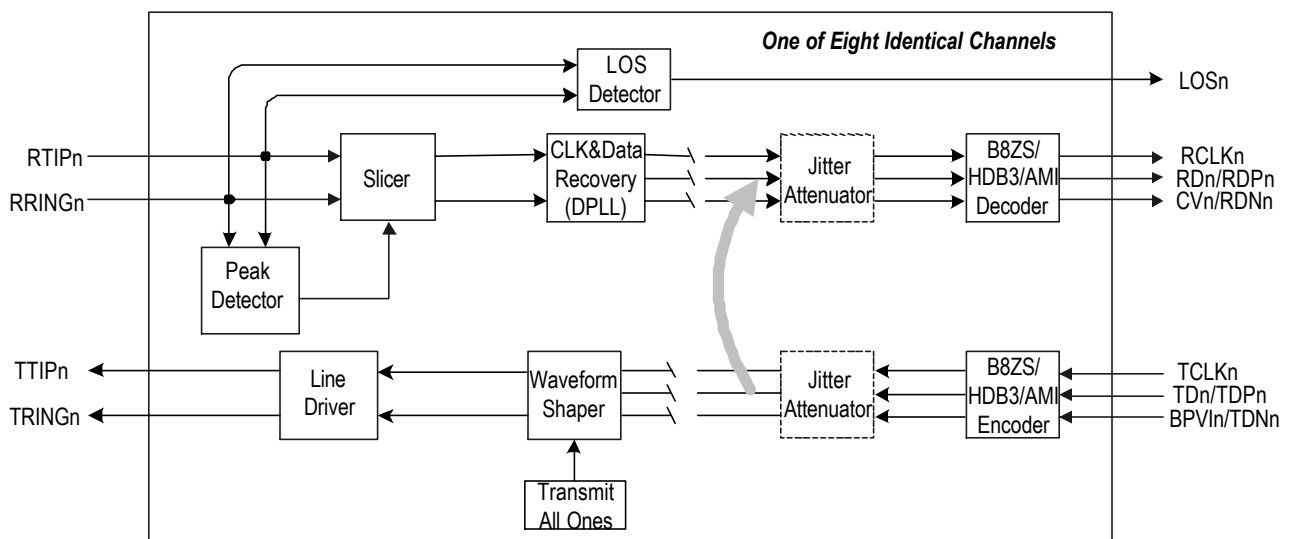 One of Eight Identical Channels
LOS
Detector
LOSn
RTIPn
RRINGn
Slicer
CLK&Data
Recovery
(DPLL)
Jitter
Attenuator
B8ZS/
HDB3/AMI
Decoder
RCLKn
RDn/RDPn
CVn/RDNn
Peak
Detector
TTIPn
TRINGn
Line
Driver
Waveform
Shaper
Jitter
Attenuator
B8ZS/
HDB3/AMI
Encoder
TCLKn
TDn/TDPn
BPVIn/TDNn
Transmit
All Ones